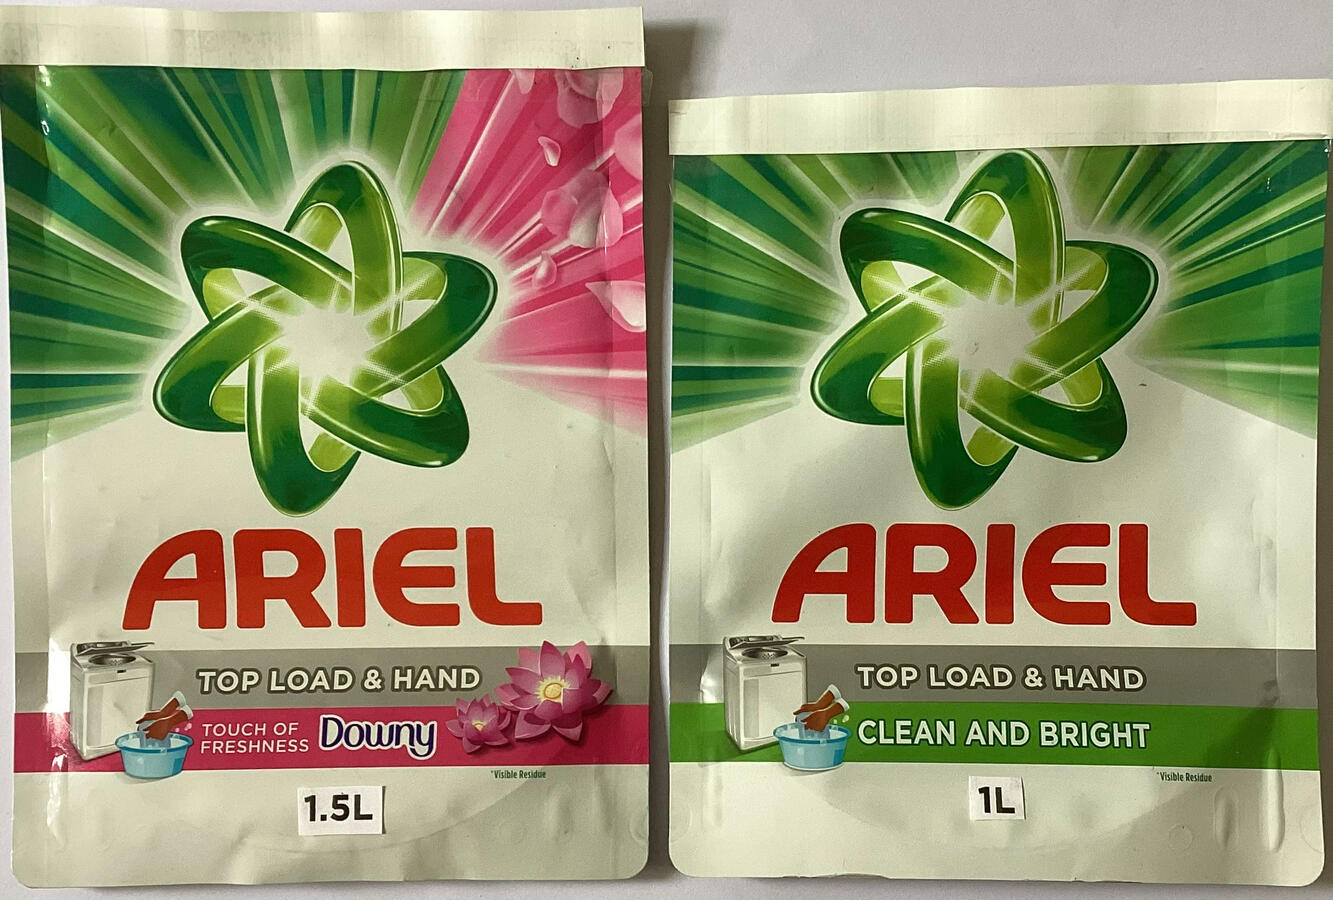 ARIEL
TOP LOAD & HAND
TOUCH OF
FRESHNESS Downy
*Visible Residue
1.5L
ARIEL
TOP LOAD & HAND
CLEAN AND BRIGHT
*Visible Residue
1L